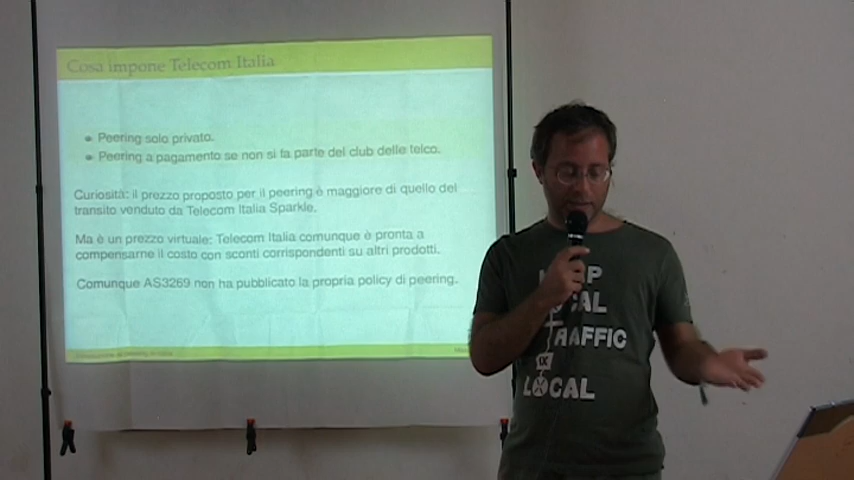 Cosa impone Telecom Italia
Peering solo privato.
Peering a pagamento se non si fa parte del club delle telco.
Curiosità: il prezzo proposto per il peering è maggiore di quello del
transito venduto da Telecom Italia Sparkle.
Ma è un prezzo virtuale: Telecom Italia comunque è pronta a
compensarne il costo con sconti corrispondenti su altri prodotti.
Comunque AS3269 non ha pubblicato la propria policy di peering.
LOCAL
TRAFFIC
IX
LOCAL